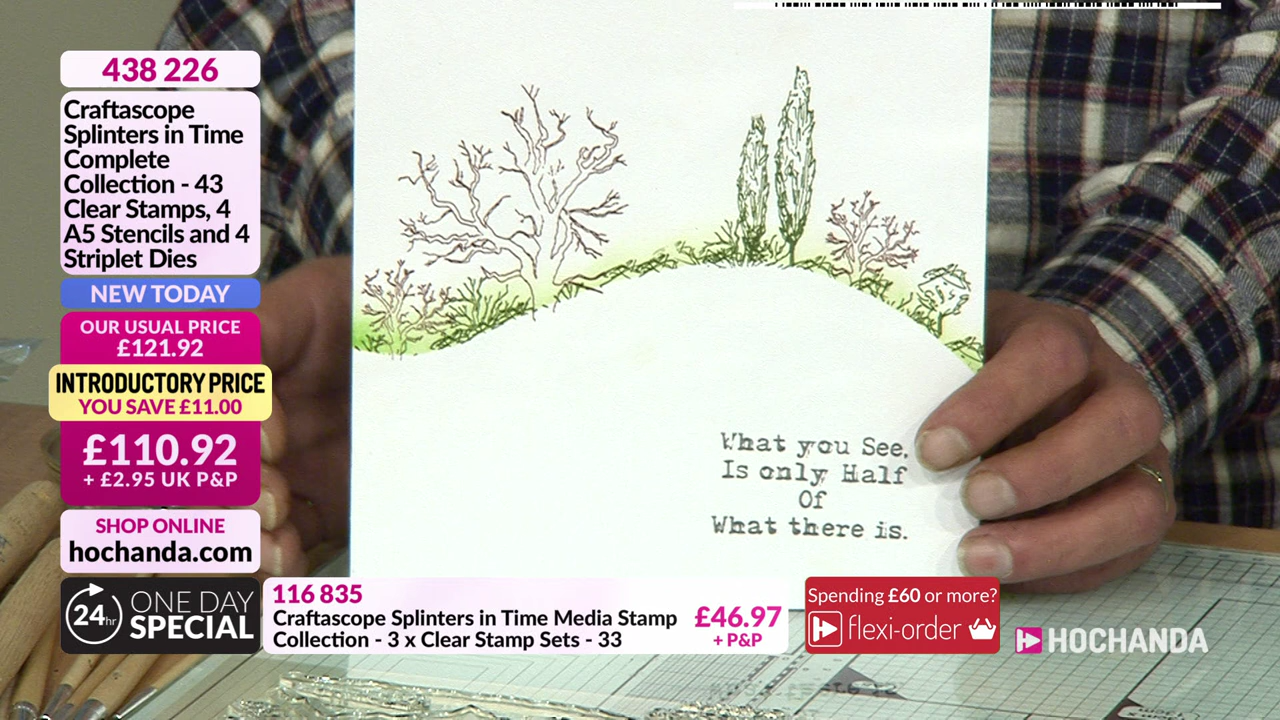 438 226
Craftascope
Splinters in Time
Complete
Collection - 43
Clear Stamps, 4
A5 Stencils and 4
Striplet Dies
NEW TODAY
OUR USUAL PRICE
£121.92
INTRODUCTORY PRICE
YOU SAVE £11.00
£110.92
+ £2.95 UK P&P
SHOP ONLINE
hochanda.com
24hr
ONE DAY
SPECIAL
116 835
Craftascope Splinters in Time Media Stamp
Collection - 3 x Clear Stamp Sets - 33
£46.97
+ P&P
Spending £60 or more?
flexi-order
HOCHANDA
What you See,
Is only Half
Of
What there is.